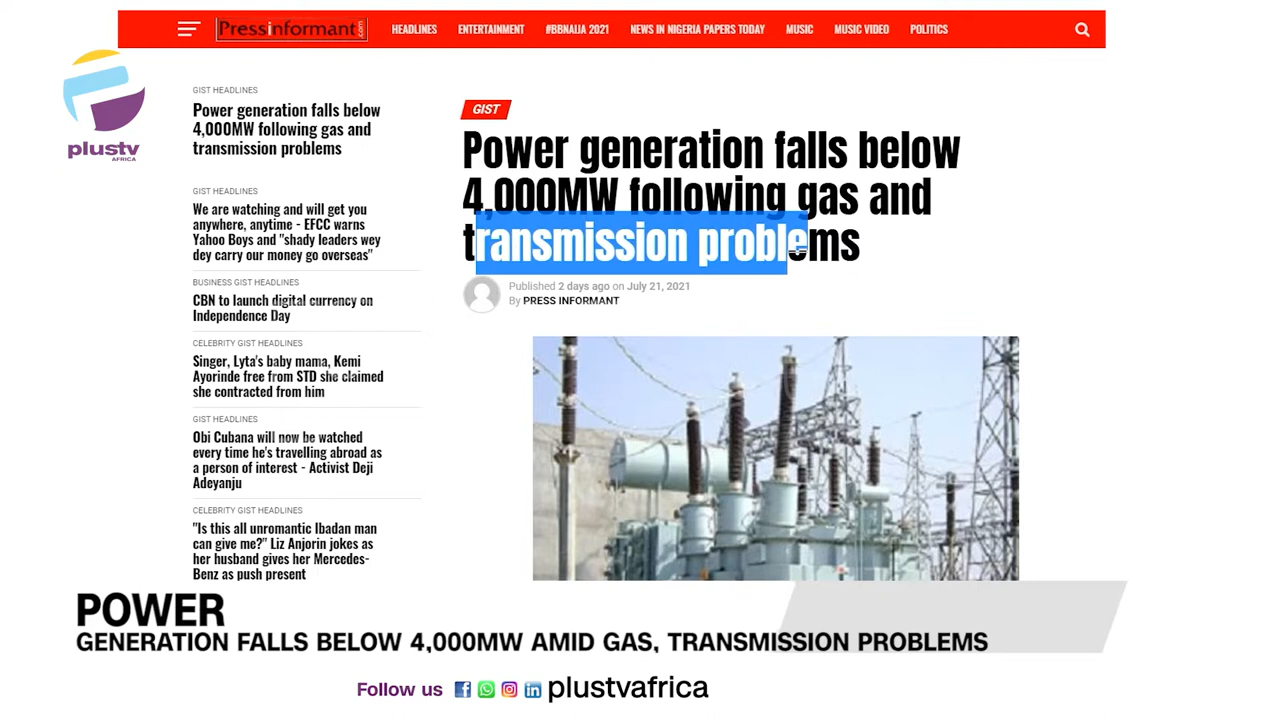 Pressinformant.com
HEADLINES
ENTERTAINMENT
#BBNAIJA 2021
NEWS IN NIGERIA PAPERS TODAY
MUSIC
MUSIC VIDEO
POLITICS
plustv
AFRICA
GIST HEADLINES
Power generation falls below
4,000MW following gas and
transmission problems
GIST HEADLINES
We are watching and will get you
anywhere, anytime - EFCC warns
Yahoo Boys and "shady leaders wey
dey carry our money go overseas"
BUSINESS GIST HEADLINES
CBN to launch digital currency on
Independence Day
CELEBRITY GIST HEADLINES
Singer, Lyta's baby mama, Kemi
Ayorinde free from STD she claimed
she contracted from him
GIST HEADLINES
Obi Cubana will now be watched
every time he's travelling abroad as
a person of interest - Activist Deji
Adeyanju
CELEBRITY GIST HEADLINES
"Is this all unromantic Ibadan man
can give me?" Liz Anjorin jokes as
her husband gives her Mercedes-
Benz as push present
GIST
Power generation falls below
4,000MW following gas and
transmission problems
Published 2 days ago on July 21, 2021
By PRESS INFORMANT
POWER
GENERATION FALLS BELOW 4,000MW AMID GAS, TRANSMISSION PROBLEMS
Follow us plustvafrica